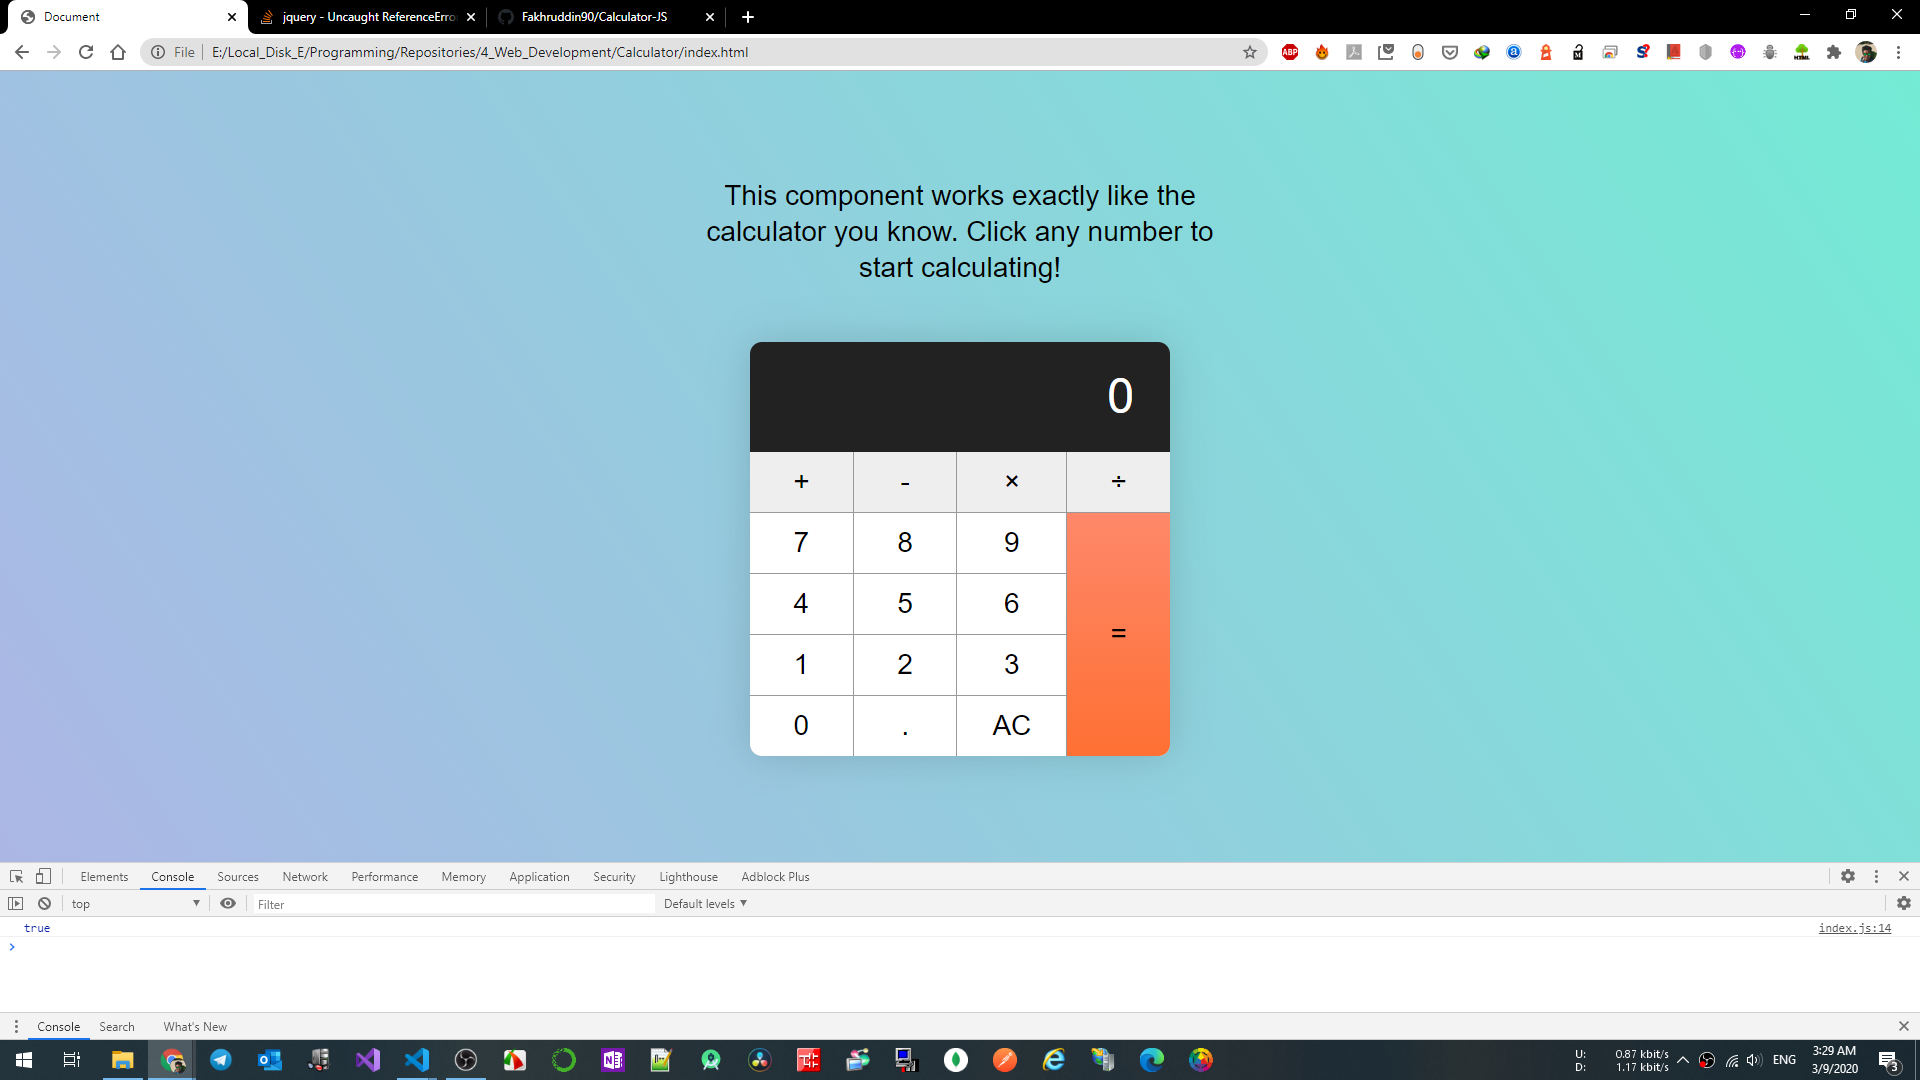 Document
jquery - Uncaught ReferenceErro
Fakhruddin90/Calculator-JS
File
E:/Local_Disk_E/Programming/Repositories/4_Web_Development/Calculator/index.html
ABP
This component works exactly like the
calculator you know. Click any number to
start calculating!
0
+ - × ÷
7 8 9
4 5 6
=
1 2 3
0 . AC
Elements Console Sources Network Performance Memory Application Security Lighthouse Adblock Plus
top Filter Default levels
true index.js:14
Console Search What's New
U: 0.87 kbit/s
D: 1.17 kbit/s
ENG
3:29 AM
3/9/2020
3